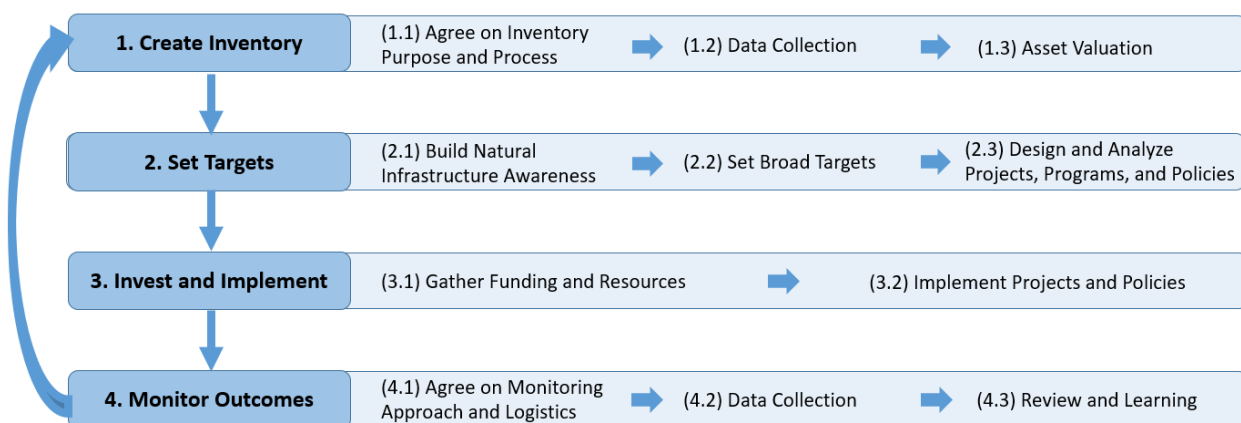 1. Create Inventory
(1.1) Agree on Inventory
Purpose and Process
(1.2) Data Collection
(1.3) Asset Valuation
2. Set Targets
(2.1) Build Natural
Infrastructure Awareness
(2.2) Set Broad Targets
(2.3) Design and Analyze
Projects, Programs, and Policies
3. Invest and Implement
(3.1) Gather Funding and Resources
(3.2) Implement Projects and Policies
4. Monitor Outcomes
(4.1) Agree on Monitoring
Approach and Logistics
(4.2) Data Collection
(4.3) Review and Learning